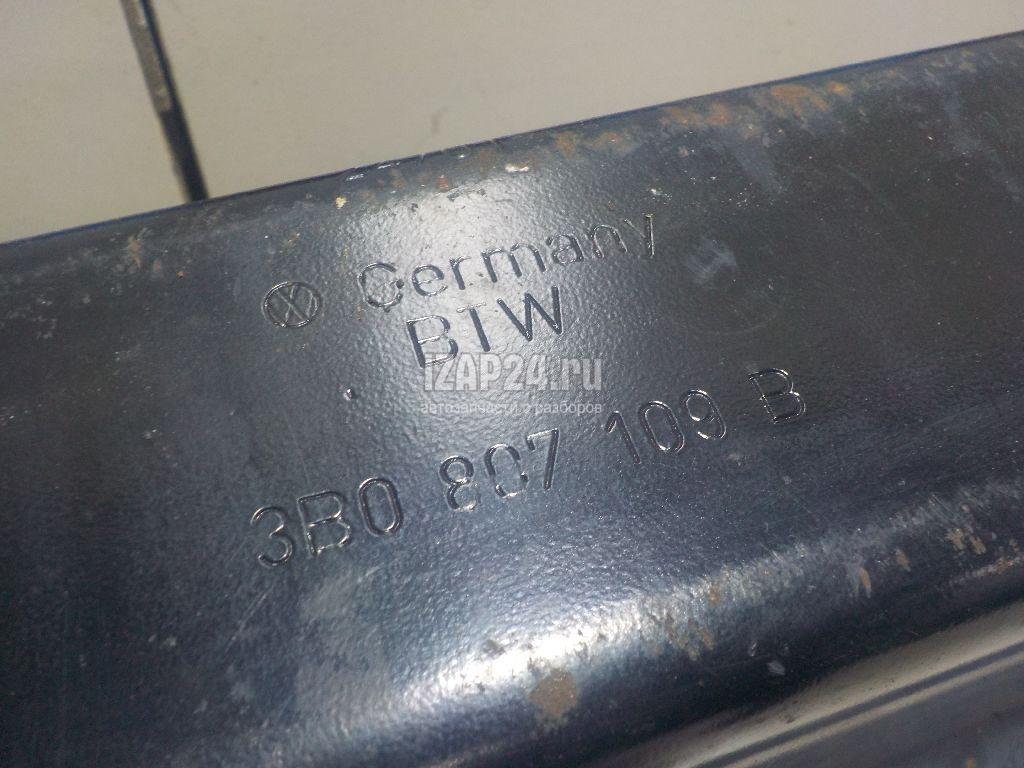 Germany
BTW
iZAP24.ru
автозапчасти с разборов
3B0 807 109 B